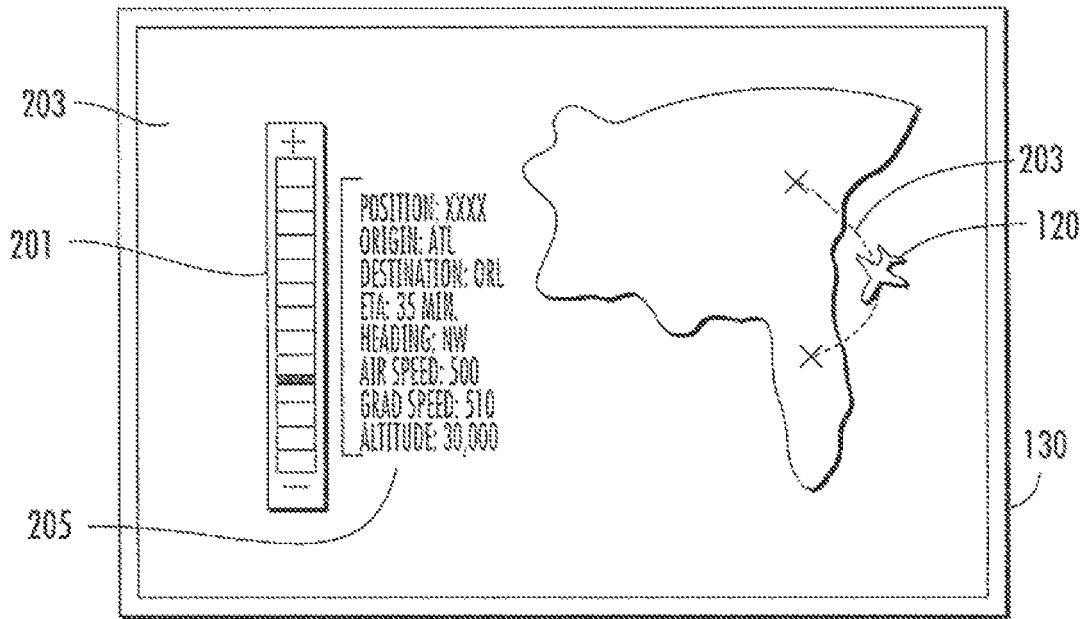 203
+
201
POSITION: XXXX
ORIGIN: ATL
DESTINATION: ORL
ETA: 35 MIN.
HEADING: NW
AIR SPEED: 500
GRAD SPEED: 510
ALTITUDE: 30,000
205
203
120
130